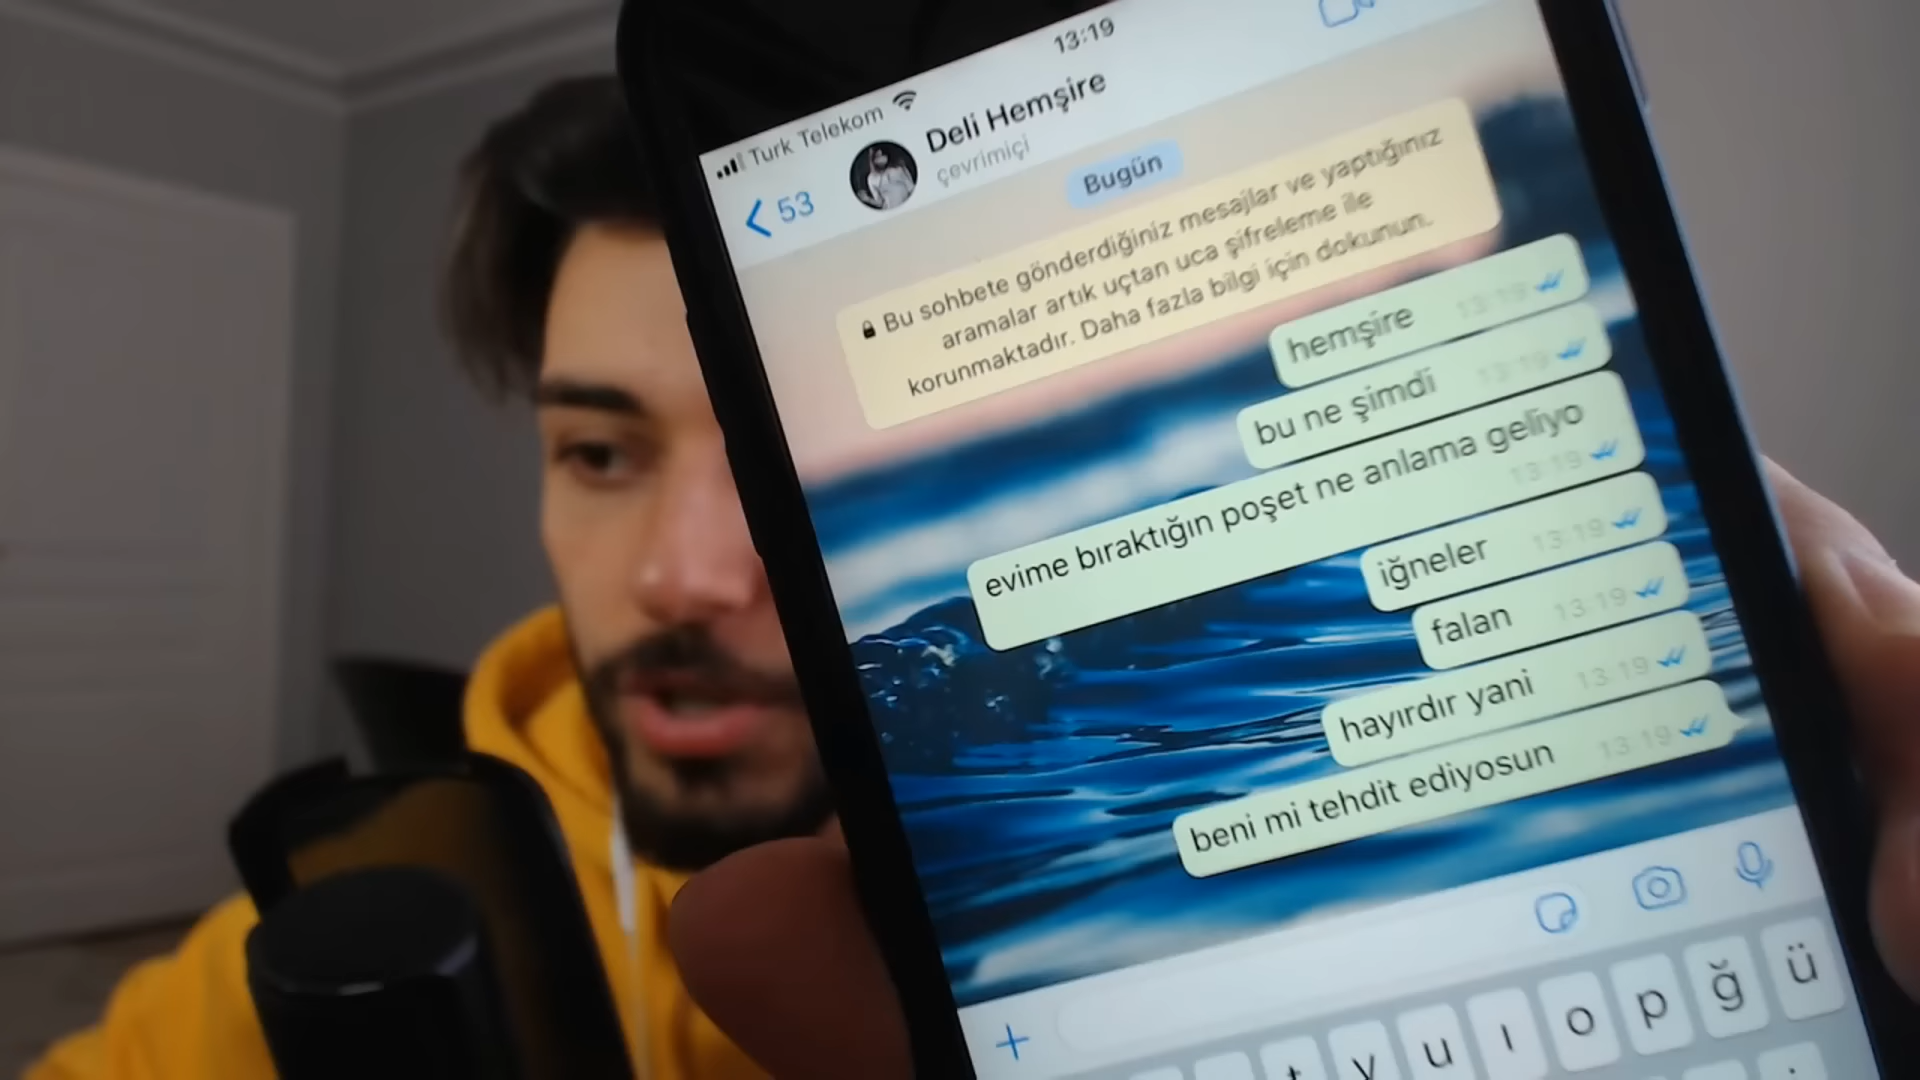 13:19
Turk Telekom
53
Deli Hemşire
çevrimiçi
Bugün
Bu sohbete gönderdiğiniz mesajlar ve yaptığınız
aramalar artık uçtan uca şifreleme ile
korunmaktadır. Daha fazla bilgi için dokunun.
hemşire 13:19
bu ne şimdi 13:19
evime bıraktığın poşet ne anlama geliyo
13:19
iğneler 13:19
falan 13:19
hayırdır yani 13:19
beni mi tehdit ediyosun 13:19
t y u ı o p ğ ü